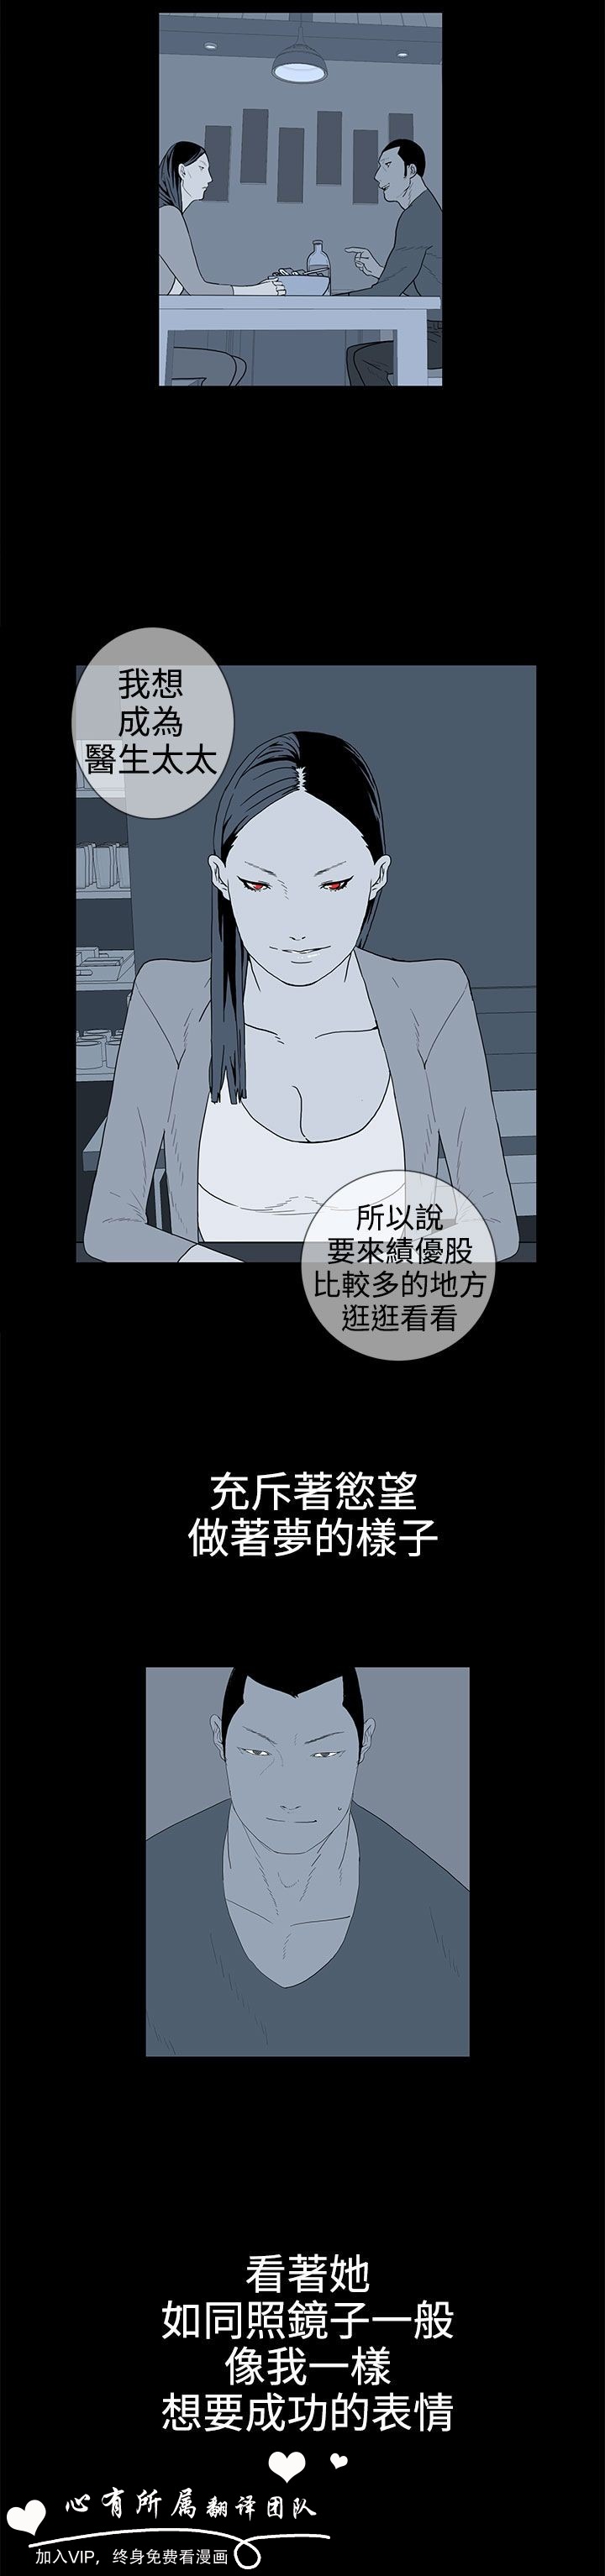 我想
成為
醫生太太
所以說
要來績優股
比較多的地方
逛逛看看
充斥著慾望
做著夢的樣子
看著她
如同照鏡子一般
像我一樣
想要成功的表情
心有所属翻译团队
加入VIP，终身免费看漫画